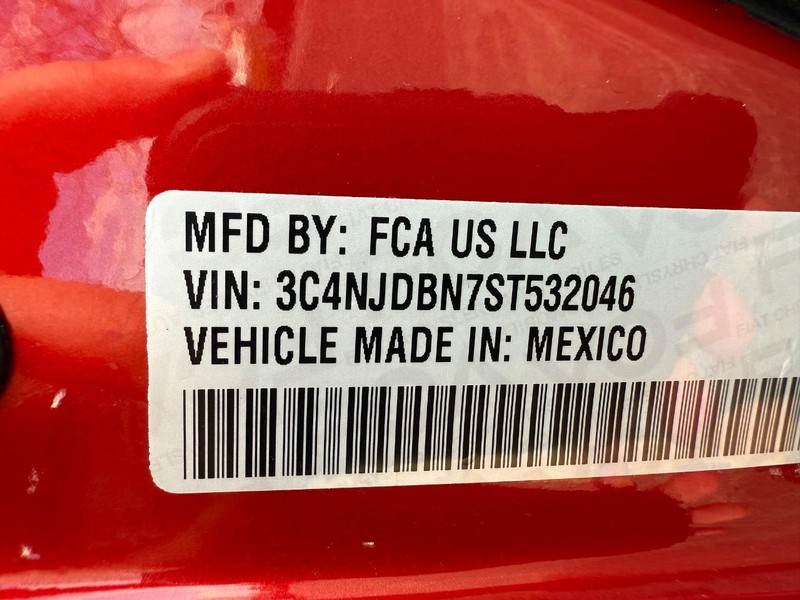 MFD BY: FCA US LLC
VIN: 3C4NJDBN7ST532046
VEHICLE MADE IN: MEXICO